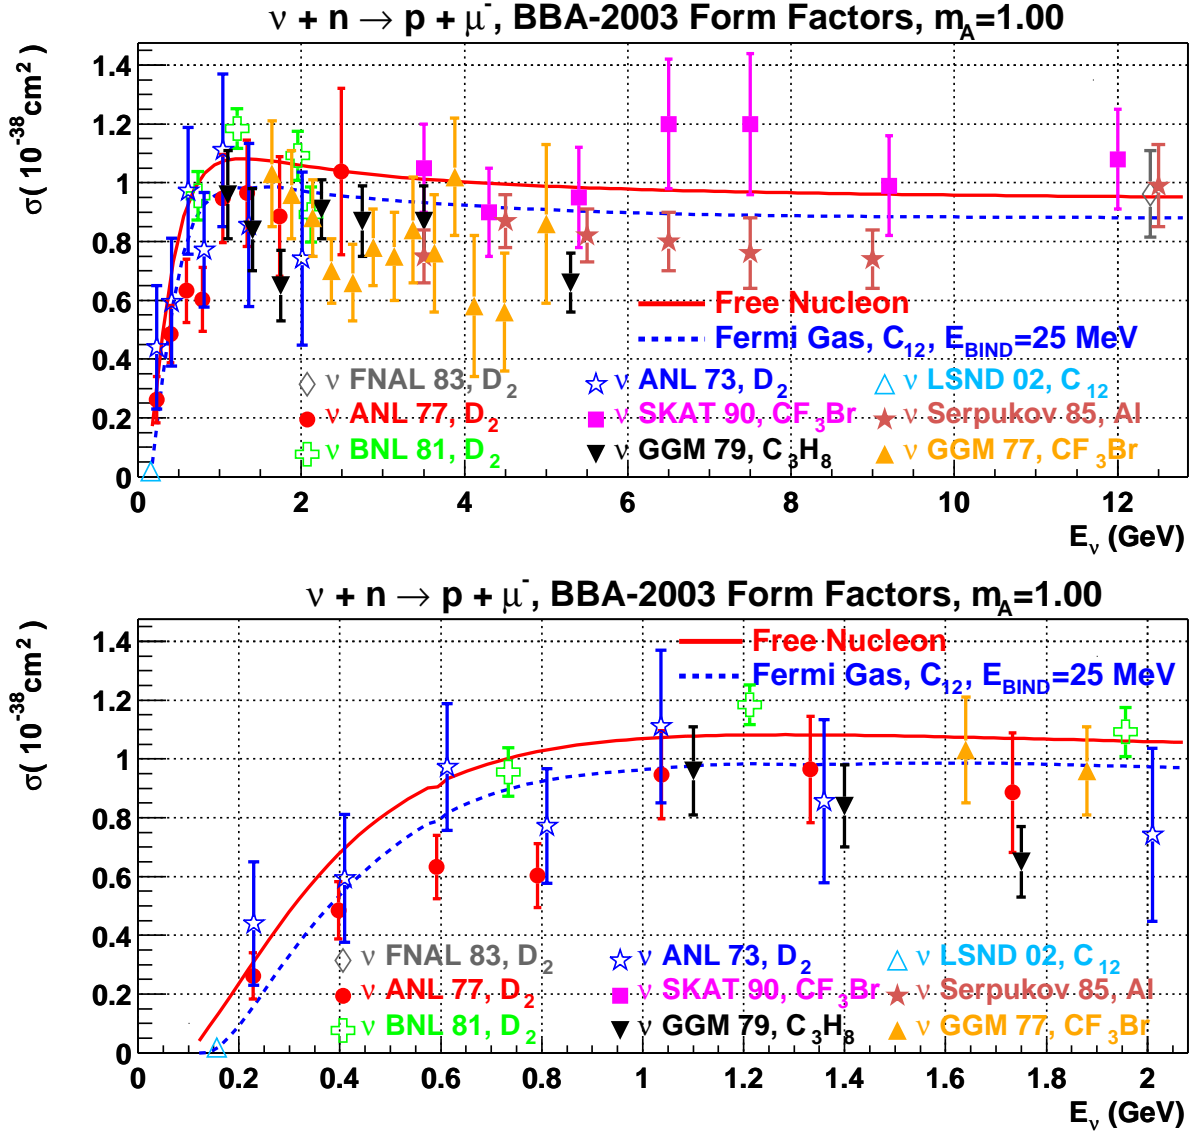 ν + n → p + μ⁻, BBA-2003 Form Factors, m_A=1.00
σ( 10⁻³⁸cm²)
1.4
1.2
1
0.8
0.6
0.4
0.2
0
Free Nucleon
Fermi Gas, C₁₂, E_BIND=25 MeV
ν FNAL 83, D₂
ν ANL 73, D₂
ν LSND 02, C₁₂
ν ANL 77, D₂
ν SKAT 90, CF₃Br
ν Serpukov 85, Al
ν BNL 81, D₂
ν GGM 79, C₃H₈
ν GGM 77, CF₃Br
0 2 4 6 8 10 12
E_ν (GeV)
ν + n → p + μ⁻, BBA-2003 Form Factors, m_A=1.00
σ( 10⁻³⁸cm²)
1.4
1.2
1
0.8
0.6
0.4
0.2
0
Free Nucleon
Fermi Gas, C₁₂, E_BIND=25 MeV
ν FNAL 83, D₂
ν ANL 73, D₂
ν LSND 02, C₁₂
ν ANL 77, D₂
ν SKAT 90, CF₃Br
ν Serpukov 85, Al
ν BNL 81, D₂
ν GGM 79, C₃H₈
ν GGM 77, CF₃Br
0 0.2 0.4 0.6 0.8 1 1.2 1.4 1.6 1.8 2
E_ν (GeV)